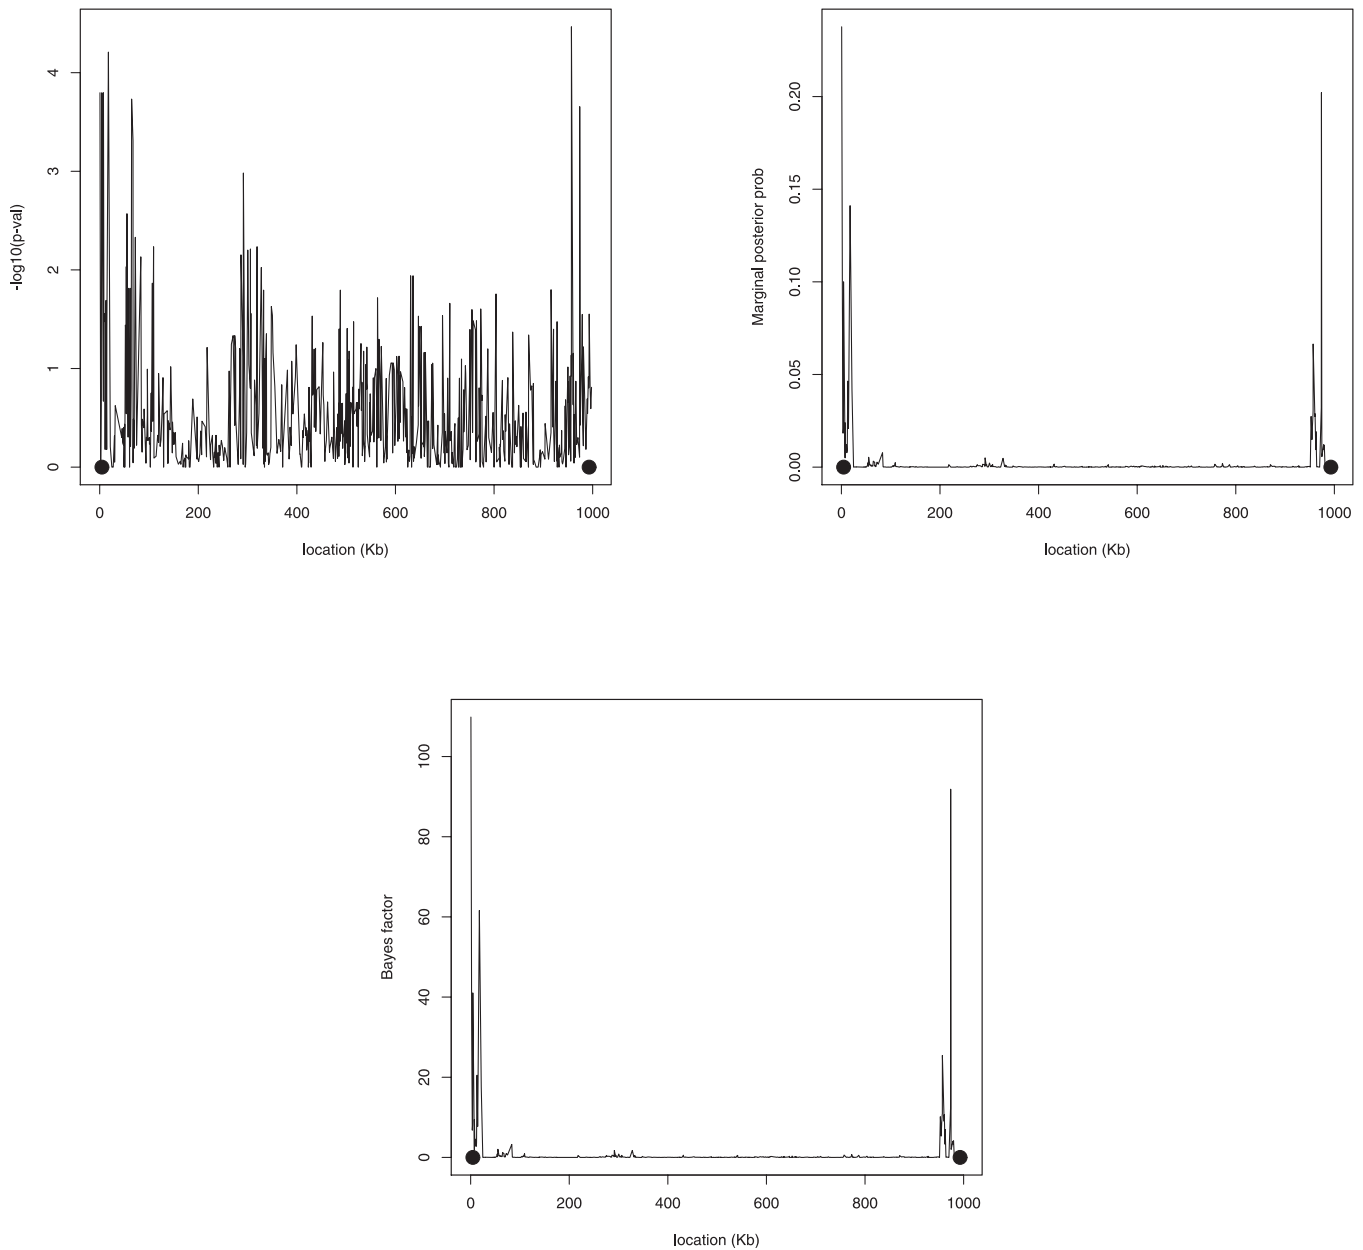 -log10(p-val)
4
3
2
1
0
0 200 400 600 800 1000
location (Kb)
Marginal posterior prob
0.20
0.15
0.10
0.05
0.00
0 200 400 600 800 1000
location (Kb)
Bayes factor
100
80
60
40
20
0
0 200 400 600 800 1000
location (Kb)